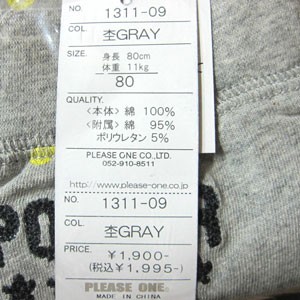 NO.
1311-09
COL.
杢GRAY
SIZE.
身長 80cm
体重 11kg
80
QUALITY.
〈本体〉綿 100%
〈附属〉綿 95%
ポリウレタン 5%
PLEASE ONE CO.,LTD.
052-910-8511
http://www.please-one.co.jp
NO.
1311-09
COL.
杢GRAY
PRICE.
￥1,900-
(税込￥1,995-)
PLEASE ONE.
MADE IN CHINA